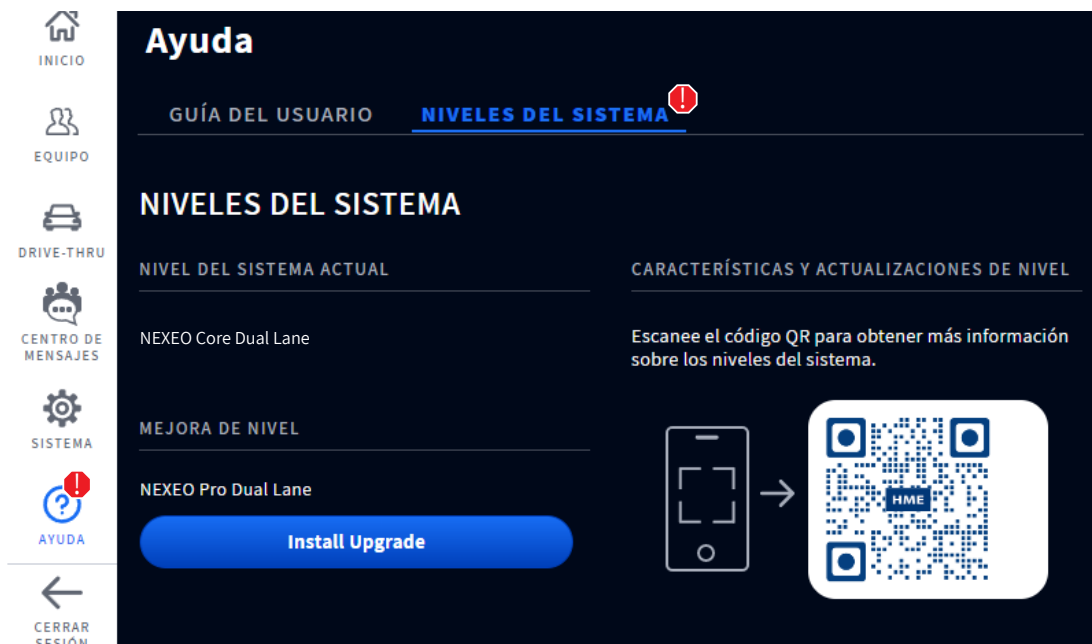 INICIO
EQUIPO
DRIVE-THRU
CENTRO DE
MENSAJES
SISTEMA
AYUDA
CERRAR
SESIÓN
Ayuda
GUÍA DEL USUARIO
NIVELES DEL SISTEMA
NIVELES DEL SISTEMA
NIVEL DEL SISTEMA ACTUAL
NEXEO Core Dual Lane
MEJORA DE NIVEL
NEXEO Pro Dual Lane
Install Upgrade
CARACTERÍSTICAS Y ACTUALIZACIONES DE NIVEL
Escanee el código QR para obtener más información
sobre los niveles del sistema.
HME